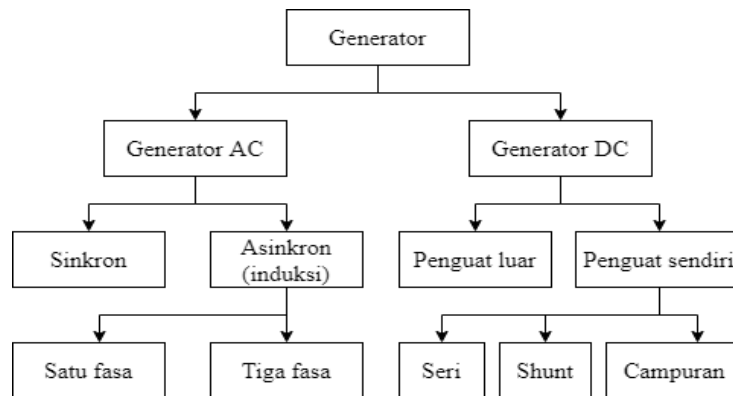 Generator
Generator AC
Generator DC
Sinkron
Asinkron
(induksi)
Penguat luar
Penguat sendiri
Satu fasa
Tiga fasa
Seri
Shunt
Campuran